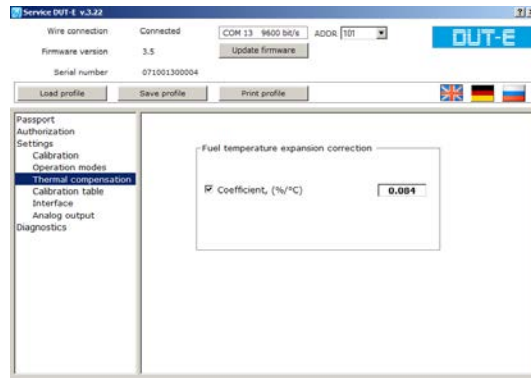 Service DUT-E v.3.22
Wire connection Connected COM 13 9600 bit/s ADDR 101
DUT-E
Firmware version 3.5 Update firmware
Serial number 071001300004
Load profile Save profile Print profile
Passport
Authorization
Settings
Calibration
Operation modes
Thermal compensation
Calibration table
Interface
Analog output
Diagnostics
Fuel temperature expansion correction
Coefficient, (%/°C) 0.084